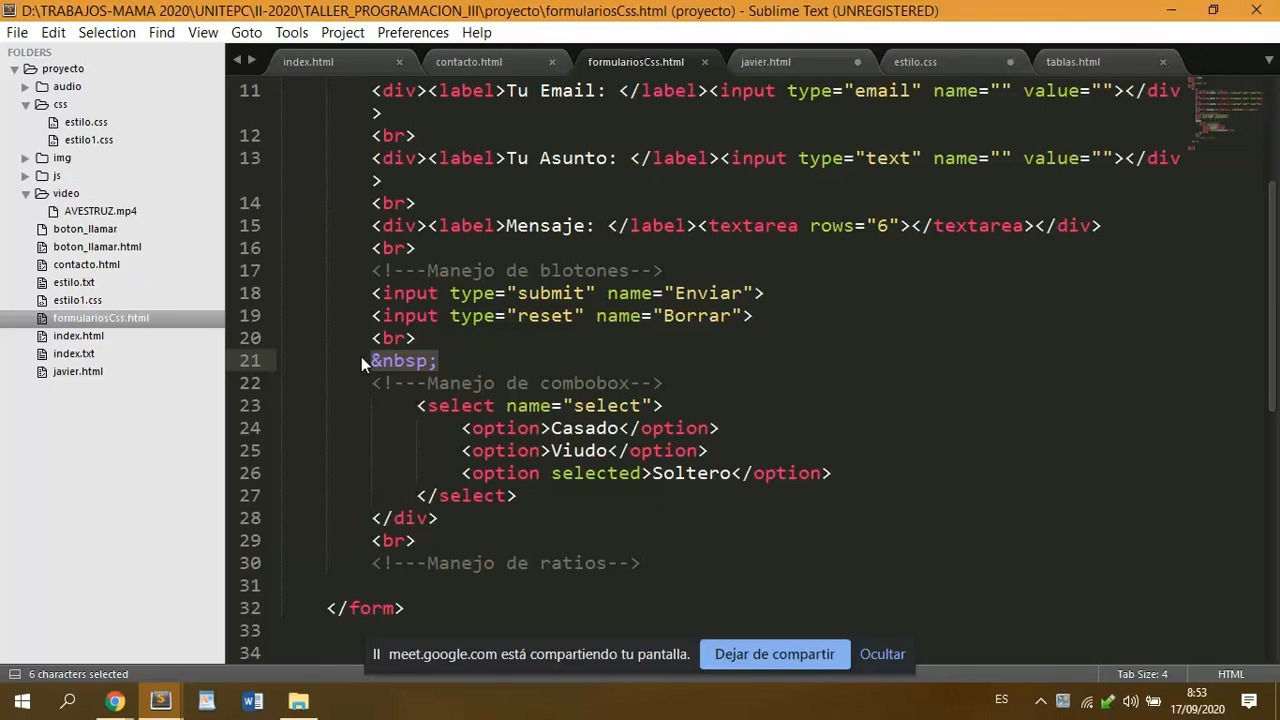 D:\TRABAJOS-MAMA 2020\UNITEPC\II-2020\TALLER_PROGRAMACION_III\proyecto\formulariosCss.html (proyecto) - Sublime Text (UNREGISTERED)
File Edit Selection Find View Goto Tools Project Preferences Help
FOLDERS
proyecto
audio
css
estilo.css
estilo1.css
img
js
video
AVESTRUZ.mp4
boton_llamar
boton_llamar.html
contacto.html
estilo.txt
estilo1.css
formulariosCss.html
index.html
index.txt
javier.html
index.html × contacto.html × formulariosCss.html × javier.html estilo.css tablas.html ×
11 <div><label>Tu Email: </label><input type="email" name="" value=""></div
>
12 <br>
13 <div><label>Tu Asunto: </label><input type="text" name="" value=""></div
>
14 <br>
15 <div><label>Mensaje: </label><textarea rows="6"></textarea></div>
16 <br>
17 <!---Manejo de blotones-->
18 <input type="submit" name="Enviar">
19 <input type="reset" name="Borrar">
20 <br>
21 &nbsp;
22 <!---Manejo de combobox-->
23 <select name="select">
24 <option>Casado</option>
25 <option>Viudo</option>
26 <option selected>Soltero</option>
27 </select>
28 </div>
29 <br>
30 <!---Manejo de ratios-->
31
32 </form>
33
34
meet.google.com está compartiendo tu pantalla. Dejar de compartir Ocultar
6 characters selected Tab Size: 4 HTML
ES 8:53
17/09/2020